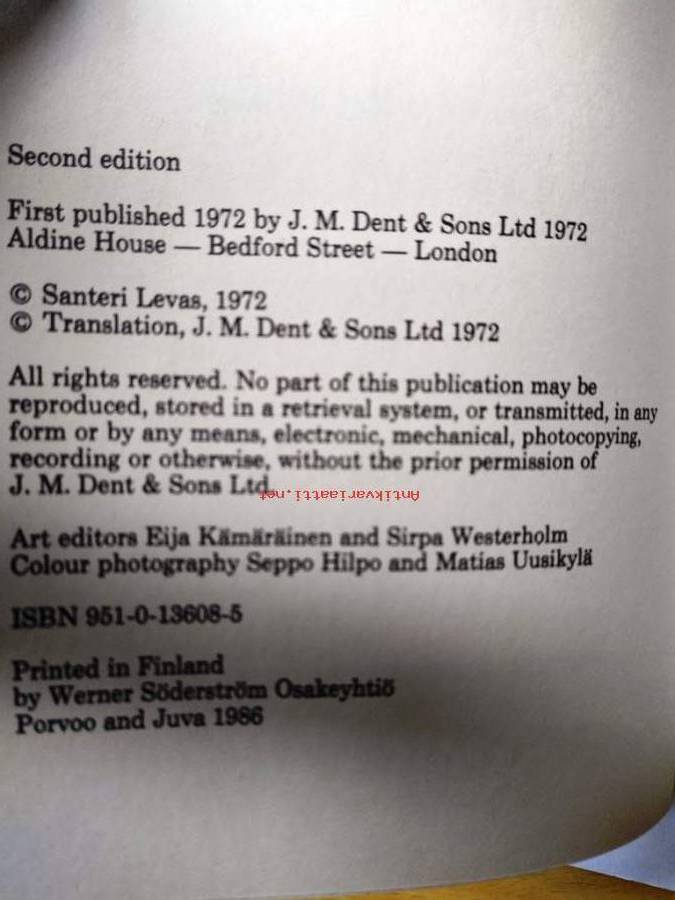 Second edition
First published 1972 by J. M. Dent & Sons Ltd 1972
Aldine House — Bedford Street — London
© Santeri Levas, 1972
© Translation, J. M. Dent & Sons Ltd 1972
All rights reserved. No part of this publication may be
reproduced, stored in a retrieval system, or transmitted, in any
form or by any means, electronic, mechanical, photocopying,
recording or otherwise, without the prior permission of
J. M. Dent & Sons Ltd.
Antikvariaatti.net
Art editors Eija Kämäräinen and Sirpa Westerholm
Colour photography Seppo Hilpo and Matias Uusikylä
ISBN 951-0-13608-5
Printed in Finland
by Werner Söderström Osakeyhtiö
Porvoo and Juva 1986